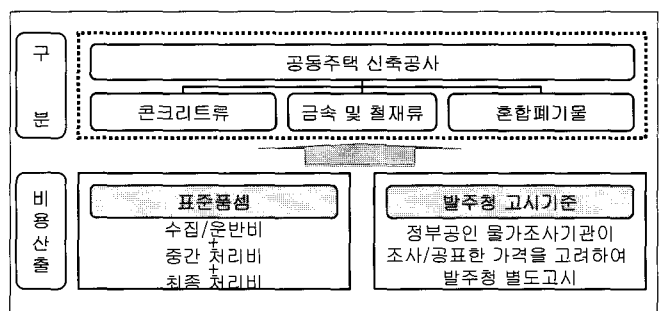 구
분
공동주택 신축공사
콘크리트류 금속 및 철재류 혼합폐기물
비
용
산
출
표준품셈
수집/운반비
+
중간 처리비
+
최종 처리비
발주청 고시기준
정부공인 물가조사기관이
조사/공표한 가격을 고려하여
발주청 별도고시